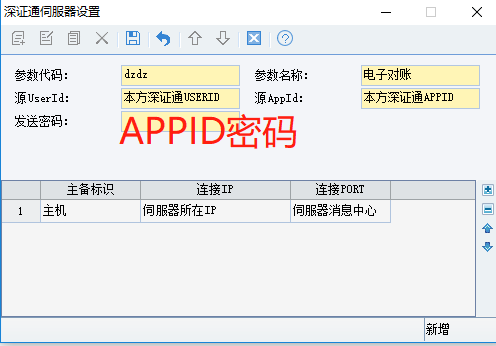 深证通伺服器设置
参数代码: dzdz 参数名称: 电子对账
源UserId: 本方深证通USERID 源AppId: 本方深证通APPID
发送密码: APPID密码
主备标识 连接IP 连接PORT
1 主机 伺服器所在IP 伺服器消息中心
新增